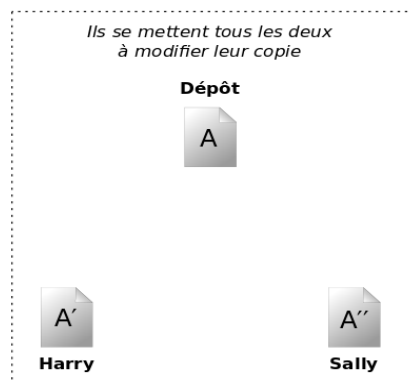 Ils se mettent tous les deux
à modifier leur copie
Dépôt
A
A′
A′′
Harry
Sally